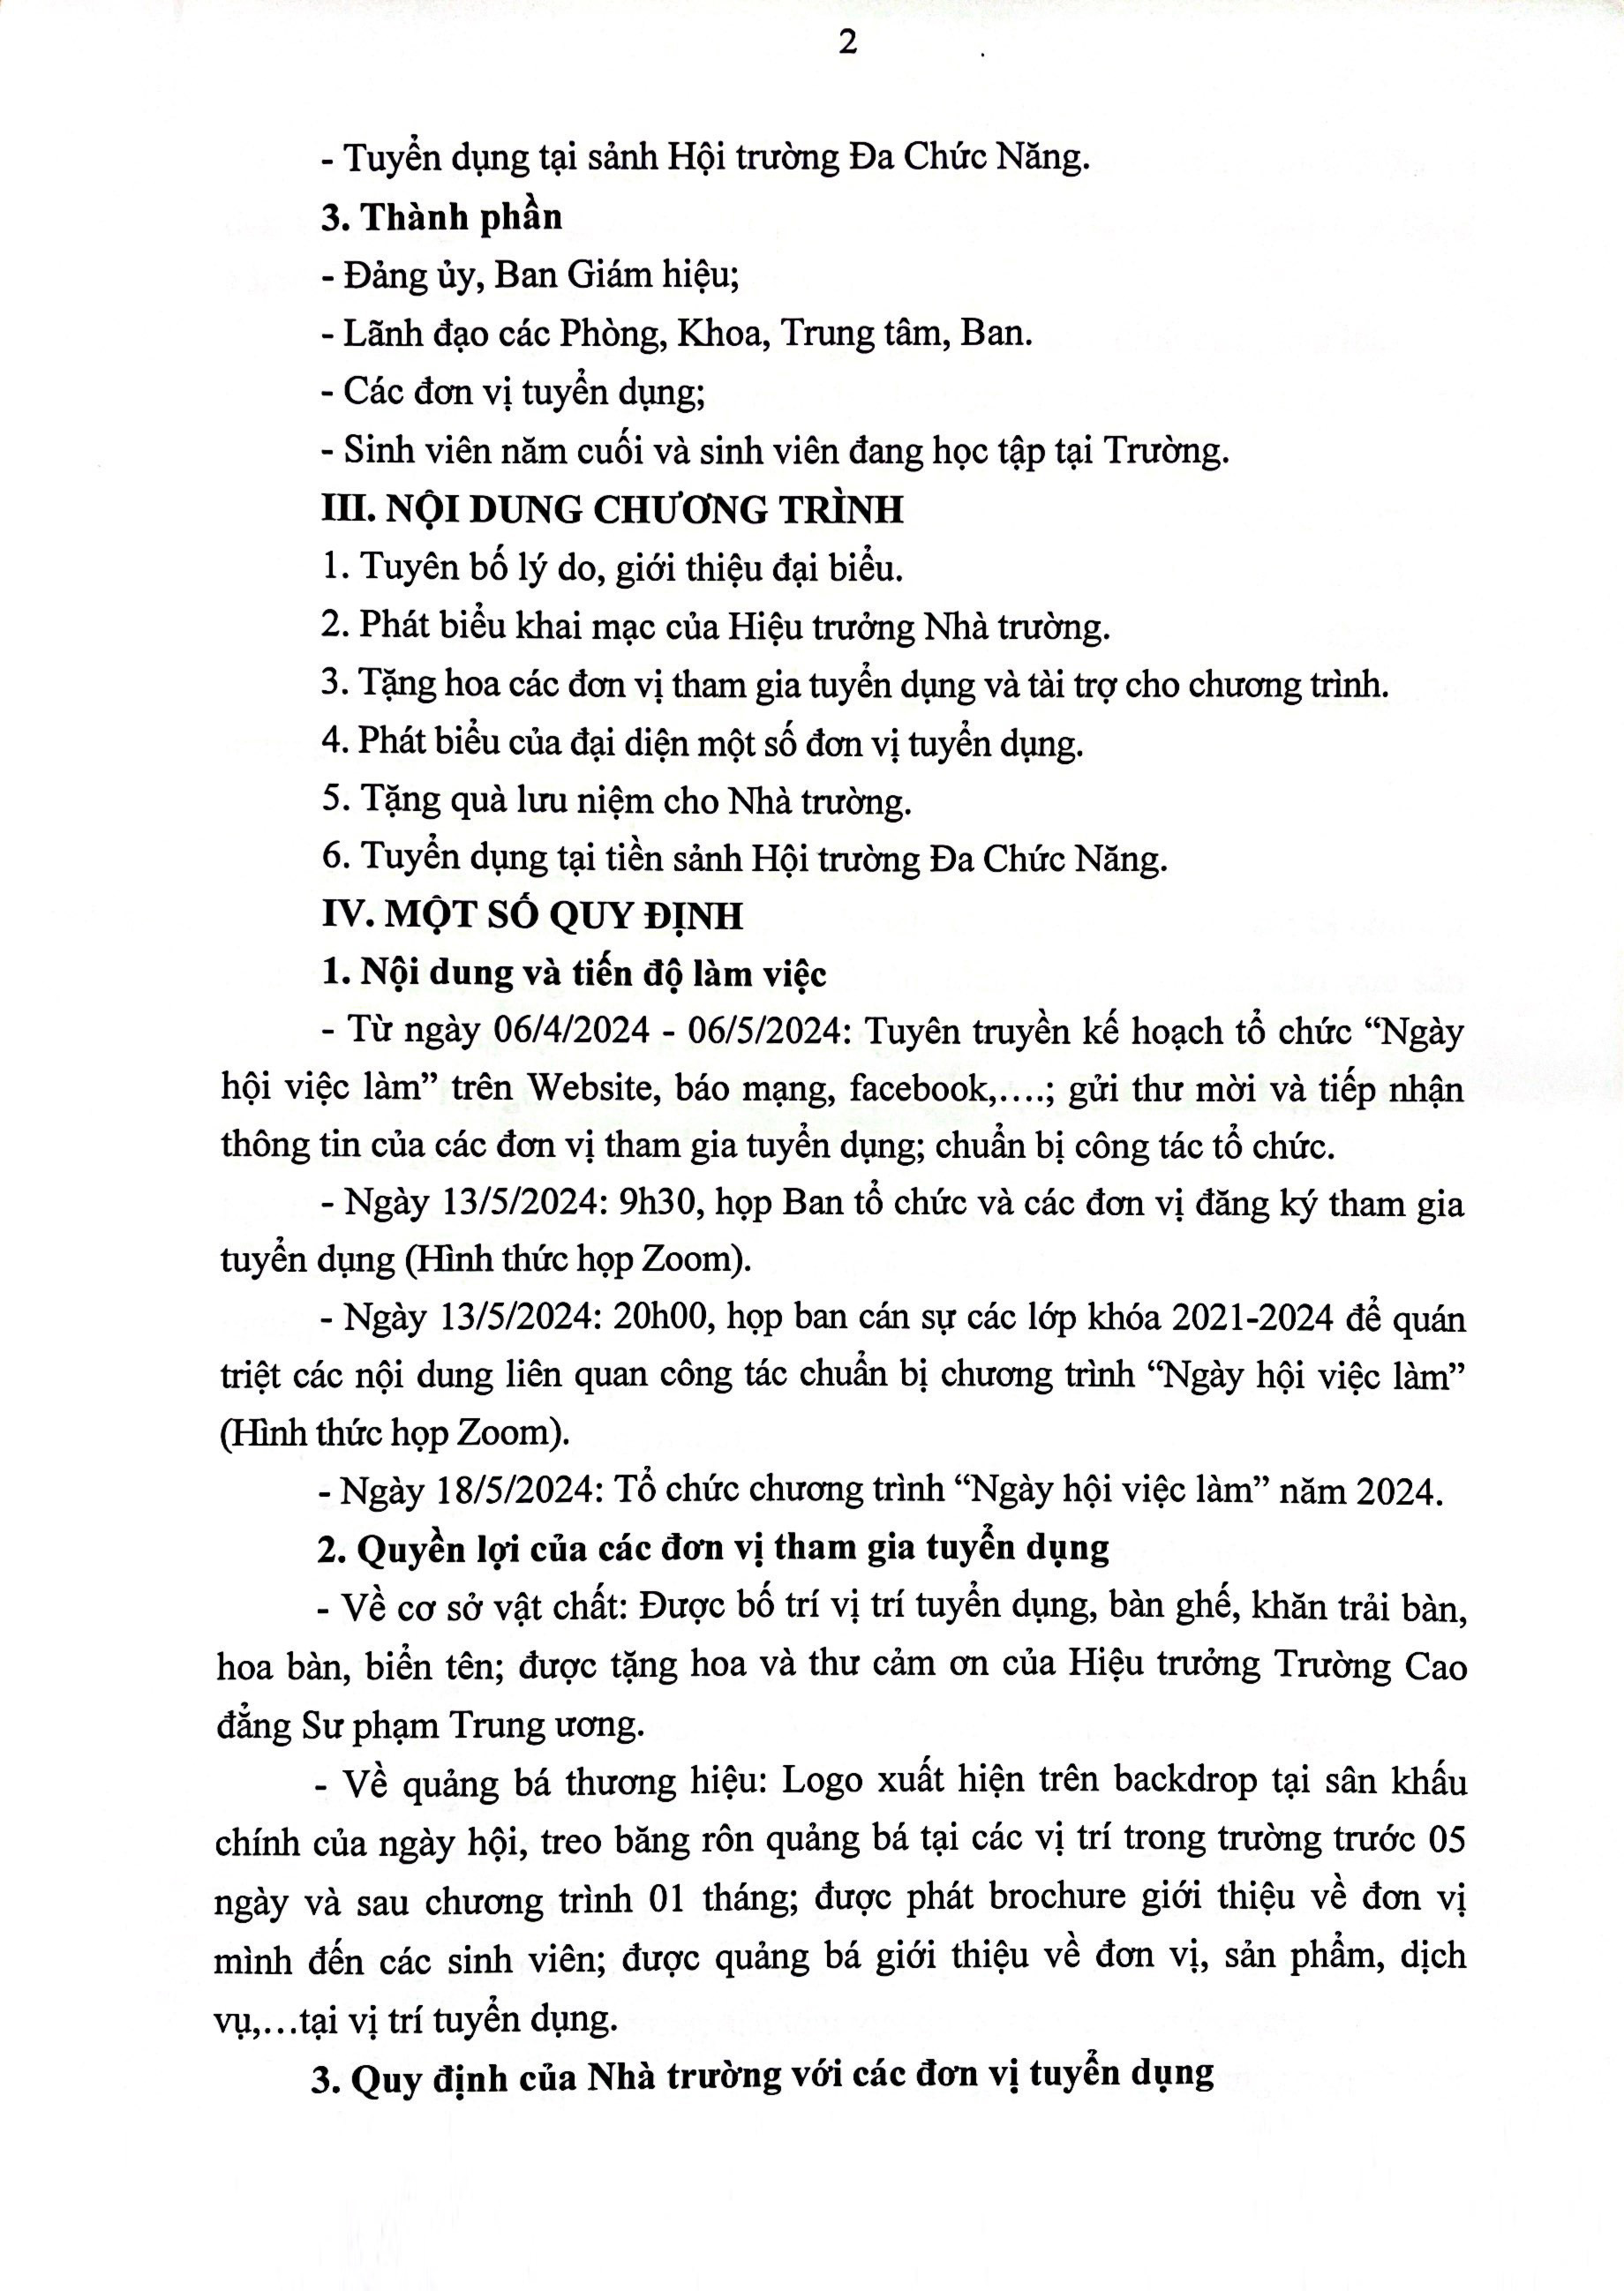 2
- Tuyển dụng tại sảnh Hội trường Đa Chức Năng.
3. Thành phần
- Đảng ủy, Ban Giám hiệu;
- Lãnh đạo các Phòng, Khoa, Trung tâm, Ban.
- Các đơn vị tuyển dụng;
- Sinh viên năm cuối và sinh viên đang học tập tại Trường.
III. NỘI DUNG CHƯƠNG TRÌNH
1. Tuyên bố lý do, giới thiệu đại biểu.
2. Phát biểu khai mạc của Hiệu trưởng Nhà trường.
3. Tặng hoa các đơn vị tham gia tuyển dụng và tài trợ cho chương trình.
4. Phát biểu của đại diện một số đơn vị tuyển dụng.
5. Tặng quà lưu niệm cho Nhà trường.
6. Tuyển dụng tại tiền sảnh Hội trường Đa Chức Năng.
IV. MỘT SỐ QUY ĐỊNH
1. Nội dung và tiến độ làm việc
- Từ ngày 06/4/2024 - 06/5/2024: Tuyên truyền kế hoạch tổ chức “Ngày
hội việc làm” trên Website, báo mạng, facebook,....; gửi thư mời và tiếp nhận
thông tin của các đơn vị tham gia tuyển dụng; chuẩn bị công tác tổ chức.
- Ngày 13/5/2024: 9h30, họp Ban tổ chức và các đơn vị đăng ký tham gia
tuyển dụng (Hình thức họp Zoom).
- Ngày 13/5/2024: 20h00, họp ban cán sự các lớp khóa 2021-2024 để quán
triệt các nội dung liên quan công tác chuẩn bị chương trình “Ngày hội việc làm”
(Hình thức họp Zoom).
- Ngày 18/5/2024: Tổ chức chương trình “Ngày hội việc làm” năm 2024.
2. Quyền lợi của các đơn vị tham gia tuyển dụng
- Về cơ sở vật chất: Được bố trí vị trí tuyển dụng, bàn ghế, khăn trải bàn,
hoa bàn, biển tên; được tặng hoa và thư cảm ơn của Hiệu trưởng Trường Cao
đẳng Sư phạm Trung ương.
- Về quảng bá thương hiệu: Logo xuất hiện trên backdrop tại sân khấu
chính của ngày hội, treo băng rôn quảng bá tại các vị trí trong trường trước 05
ngày và sau chương trình 01 tháng; được phát brochure giới thiệu về đơn vị
mình đến các sinh viên; được quảng bá giới thiệu về đơn vị, sản phẩm, dịch
vụ,...tại vị trí tuyển dụng.
3. Quy định của Nhà trường với các đơn vị tuyển dụng